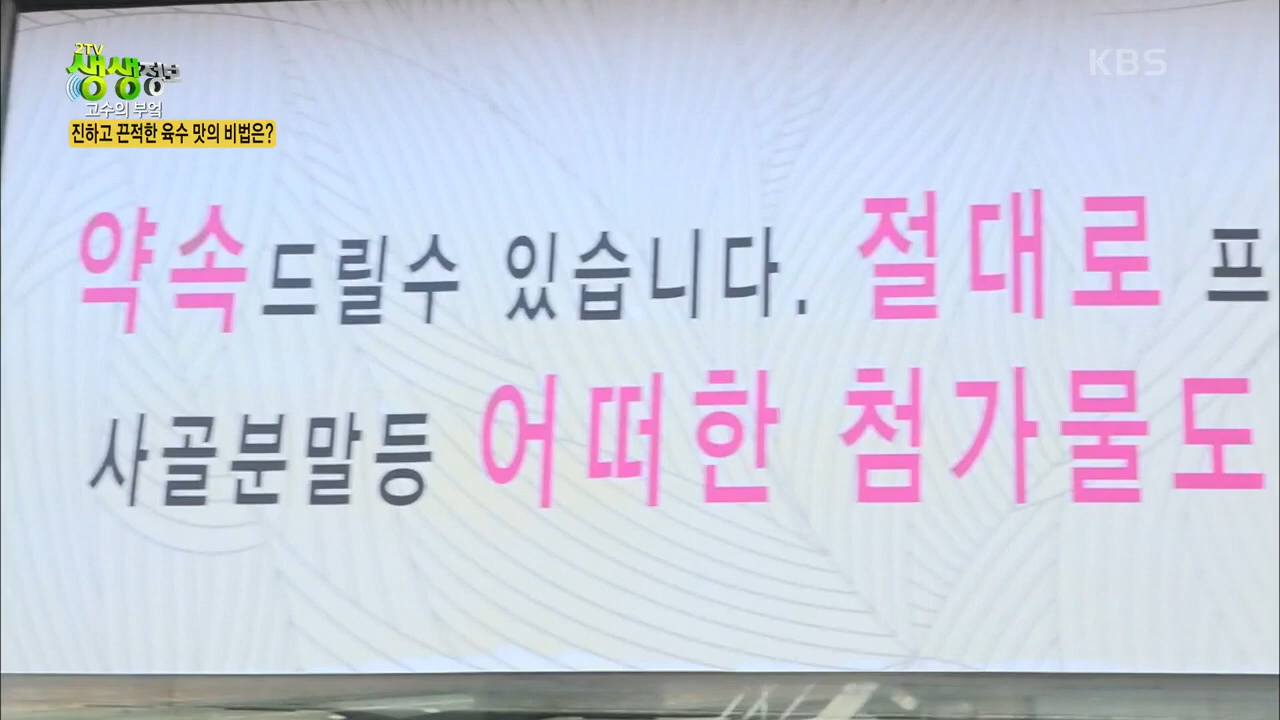 2TV
생생정보
고수의 부엌
진하고 끈적한 육수 맛의 비법은?
KBS
약속드릴수 있습니다. 절대로 프
사골분말등 어떠한 첨가물도